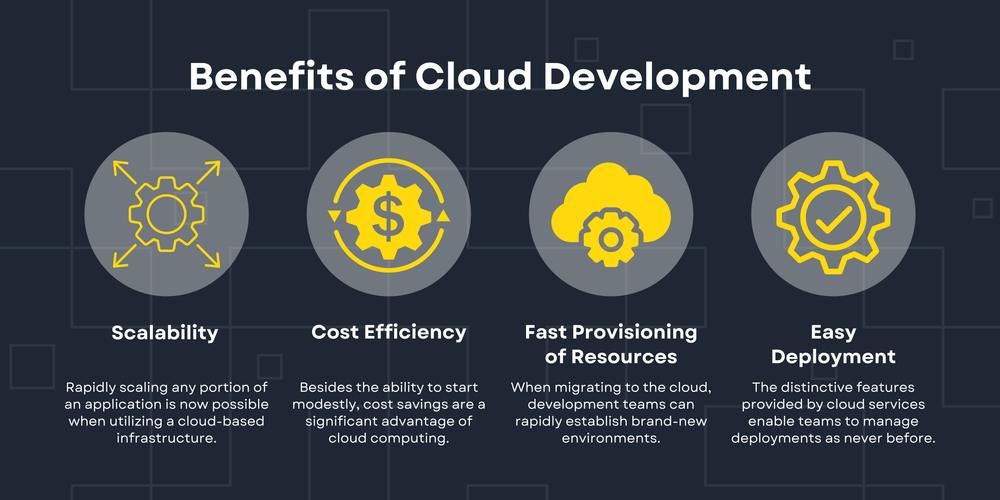 Benefits of Cloud Development
$
Scalability
Rapidly scaling any portion of
an application is now possible
when utilizing a cloud-based
infrastructure.
Cost Efficiency
Besides the ability to start
modestly, cost savings are a
significant advantage of
cloud computing.
Fast Provisioning
of Resources
When migrating to the cloud,
development teams can
rapidly establish brand-new
environments.
Easy
Deployment
The distinctive features
provided by cloud services
enable teams to manage
deployments as never before.